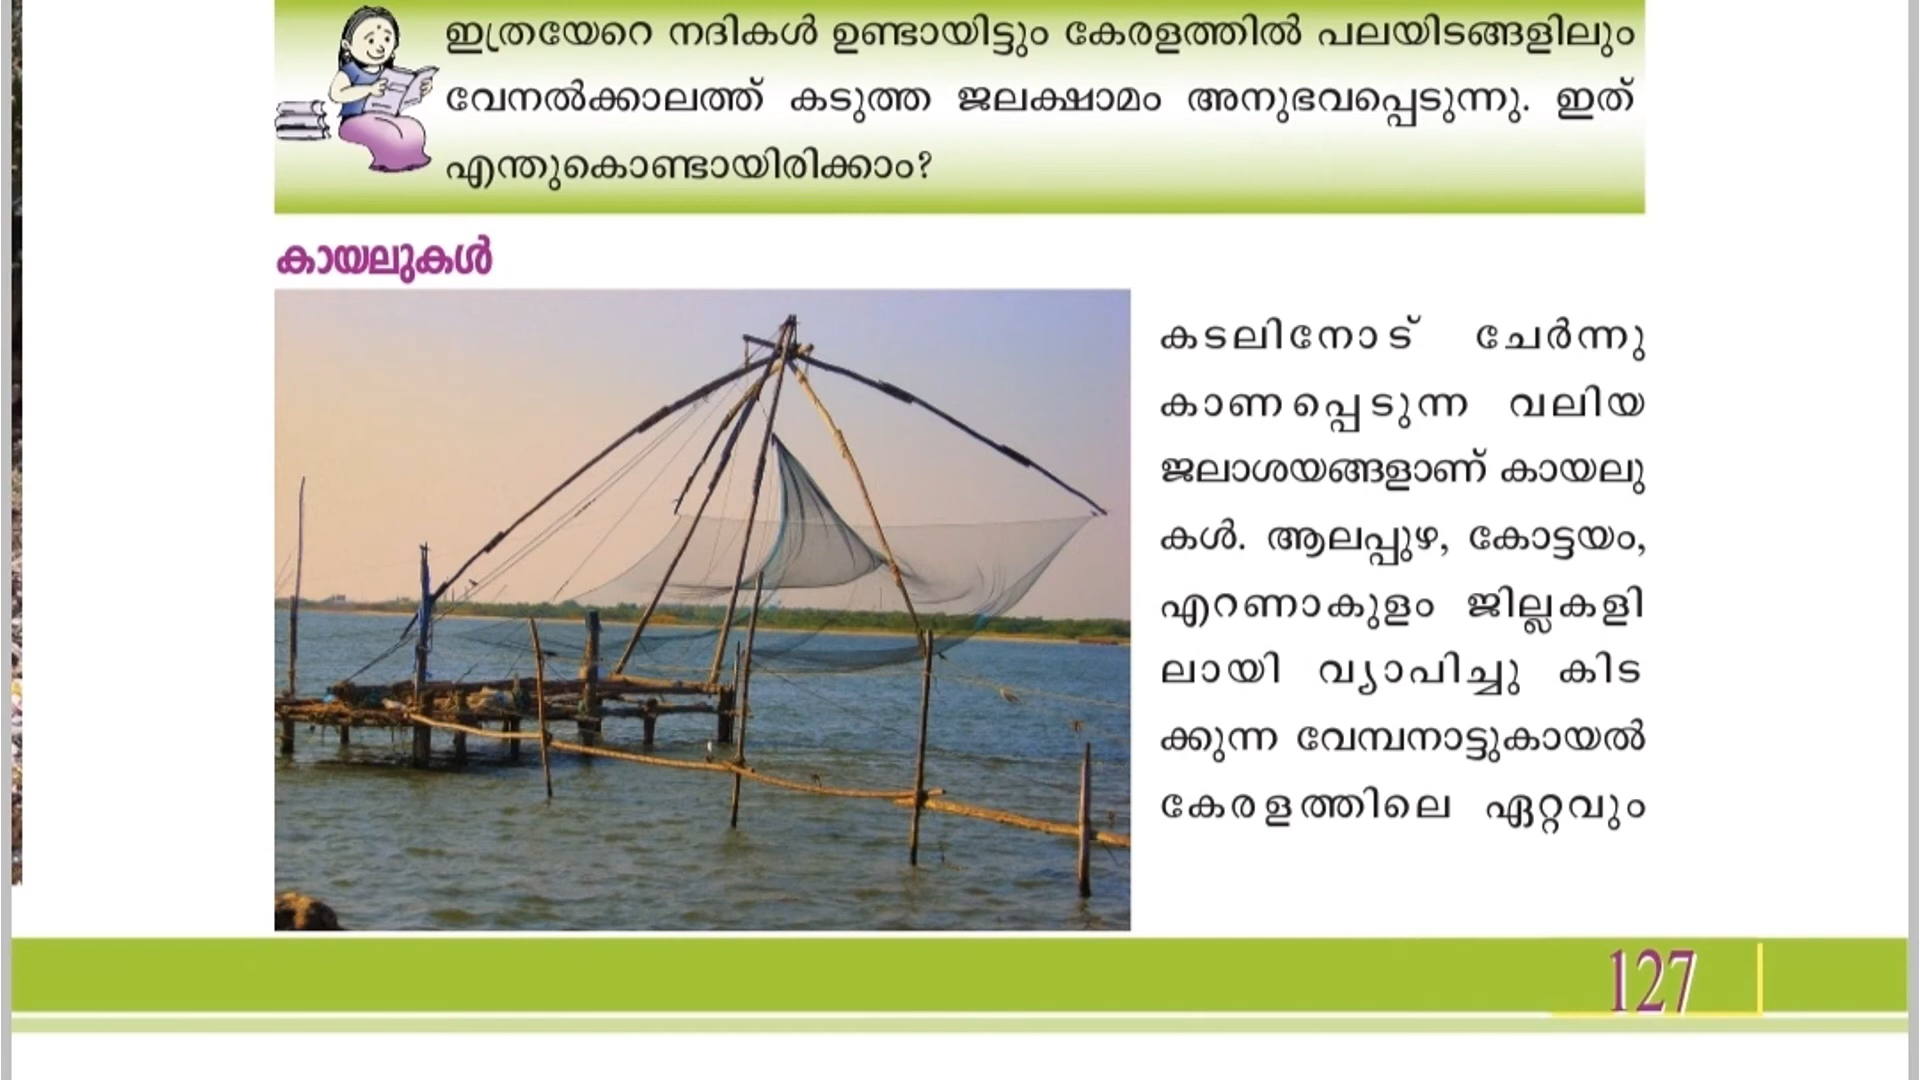 ഇത്രയേറെ നദികൾ ഉണ്ടായിട്ടും കേരളത്തിൽ പലയിടങ്ങളിലും
വേനൽക്കാലത്ത് കടുത്ത ജലക്ഷാമം അനുഭവപ്പെടുന്നു. ഇത്
എന്തുകൊണ്ടായിരിക്കാം?
കായലുകൾ
കടലിനോട് ചേർന്നു
കാണപ്പെടുന്ന വലിയ
ജലാശയങ്ങളാണ് കായലു
കൾ. ആലപ്പുഴ, കോട്ടയം,
എറണാകുളം ജില്ലകളി
ലായി വ്യാപിച്ചു കിട
ക്കുന്ന വേമ്പനാട്ടുകായൽ
കേരളത്തിലെ ഏറ്റവും
127